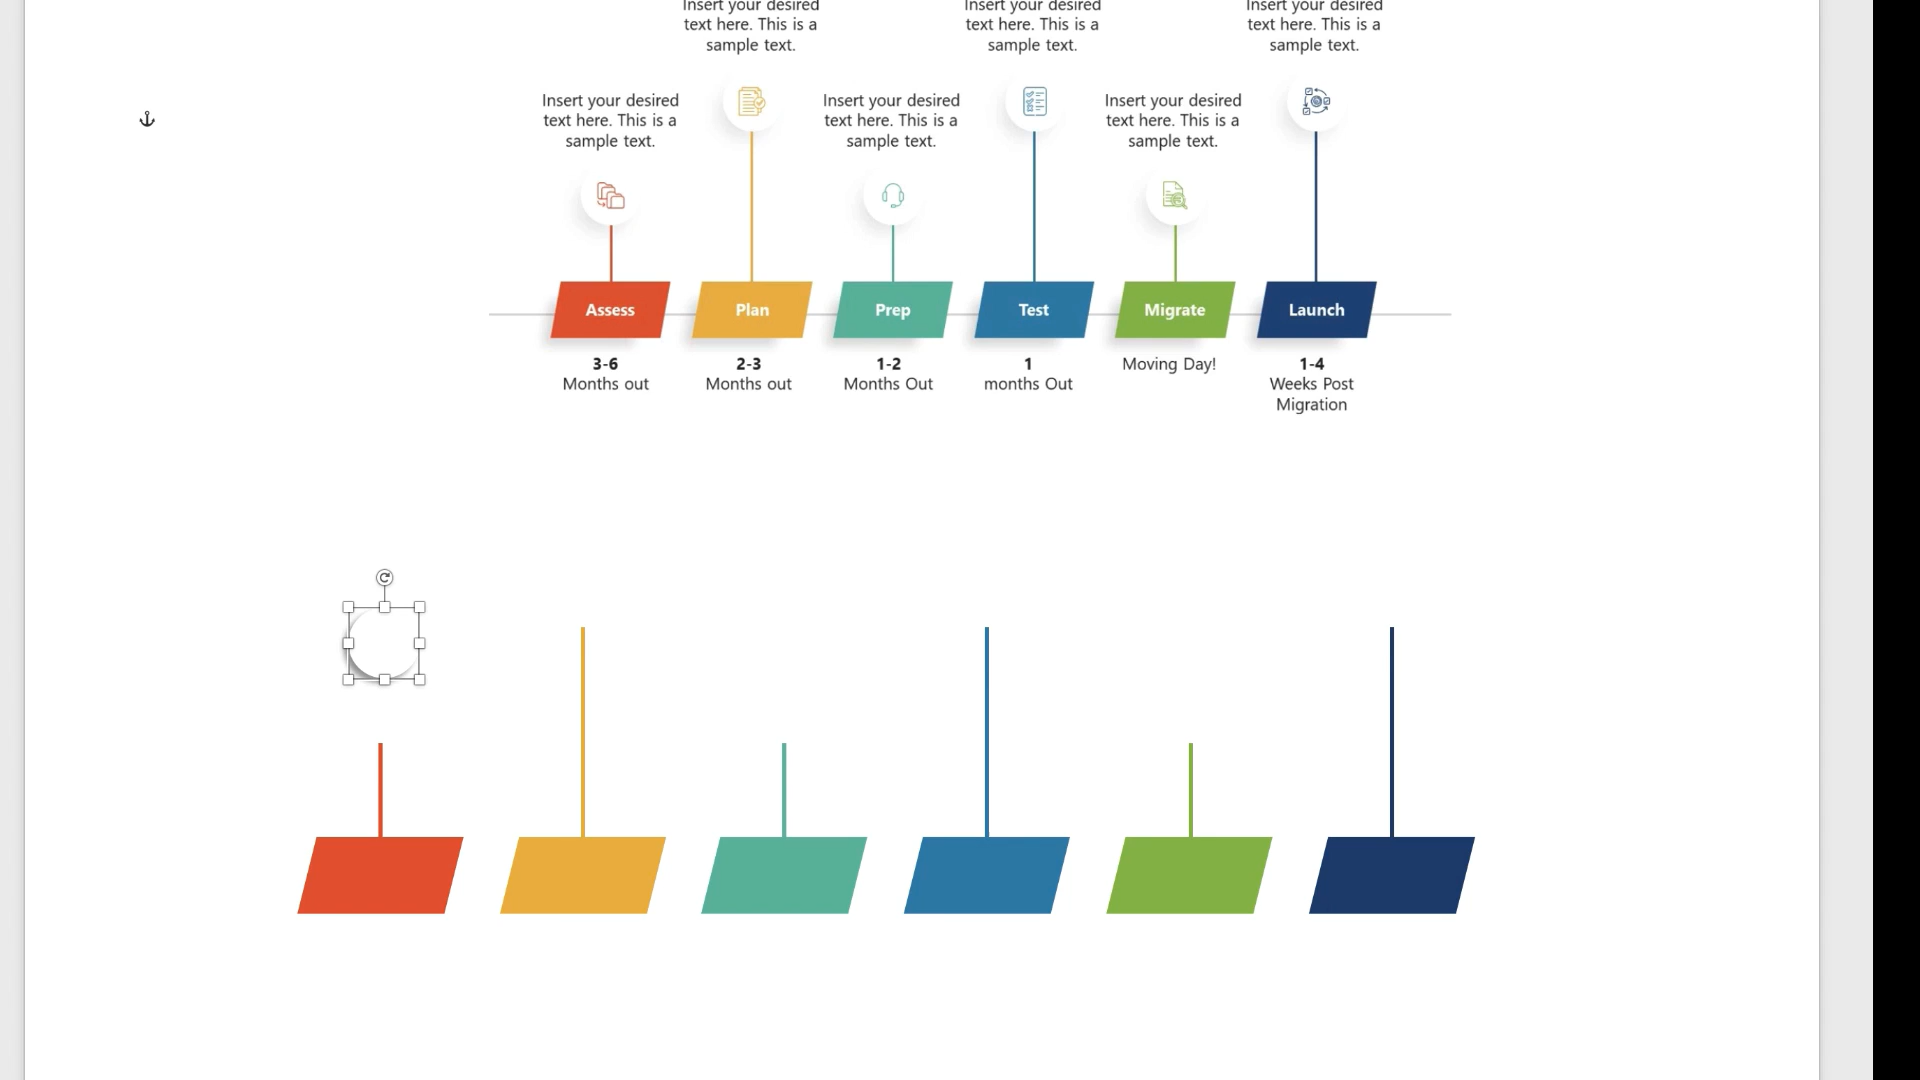 Insert your desired
text here. This is a
sample text.
Insert your desired
text here. This is a
sample text.
Insert your desired
text here. This is a
sample text.
Insert your desired
text here. This is a
sample text.
Insert your desired
text here. This is a
sample text.
Insert your desired
text here. This is a
sample text.
Assess
Plan
Prep
Test
Migrate
Launch
3-6
Months out
2-3
Months out
1-2
Months Out
1
months Out
Moving Day!
1-4
Weeks Post
Migration